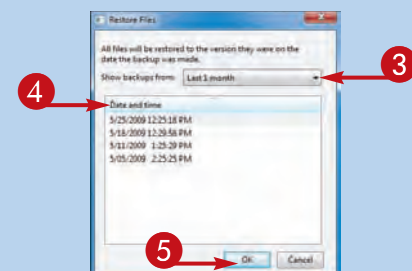 Restore Files
All files will be restored to the version they were on the
date the backup was made.
Show backups from: Last 1 month
3
4
Date and time
5/25/2009 12:25:18 PM
5/18/2009 12:29:58 PM
5/11/2009 1:25:29 PM
5/05/2009 2:25:25 PM
5
OK Cancel